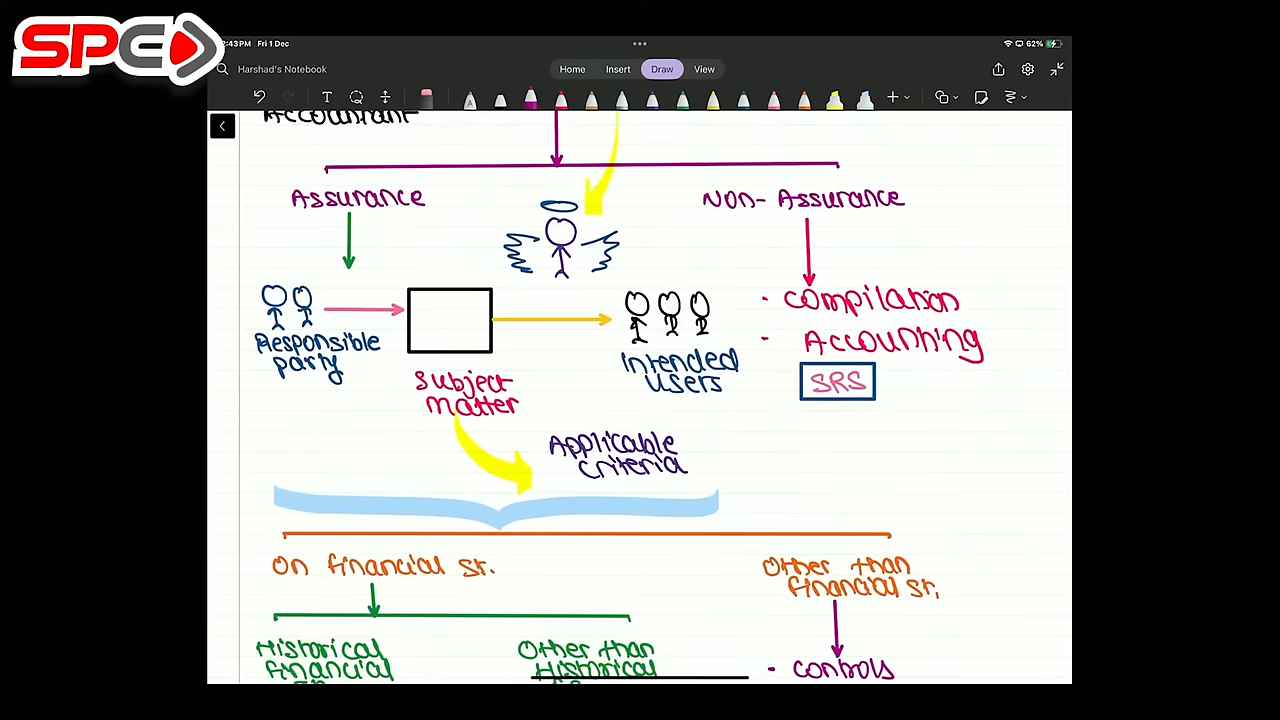 SPC
:43PM Fri 1 Dec
62%
Harshad's Notebook
Home Insert Draw View
Accountant
Assurance
Non- Assurance
Responsible
party
Subject
Matter
Intended
users
· Compilation
· Accounting
SRS
Applicable
criteria
On financial st.
Other than
financial st.
Historical
financial
Other than
Historical
· controls